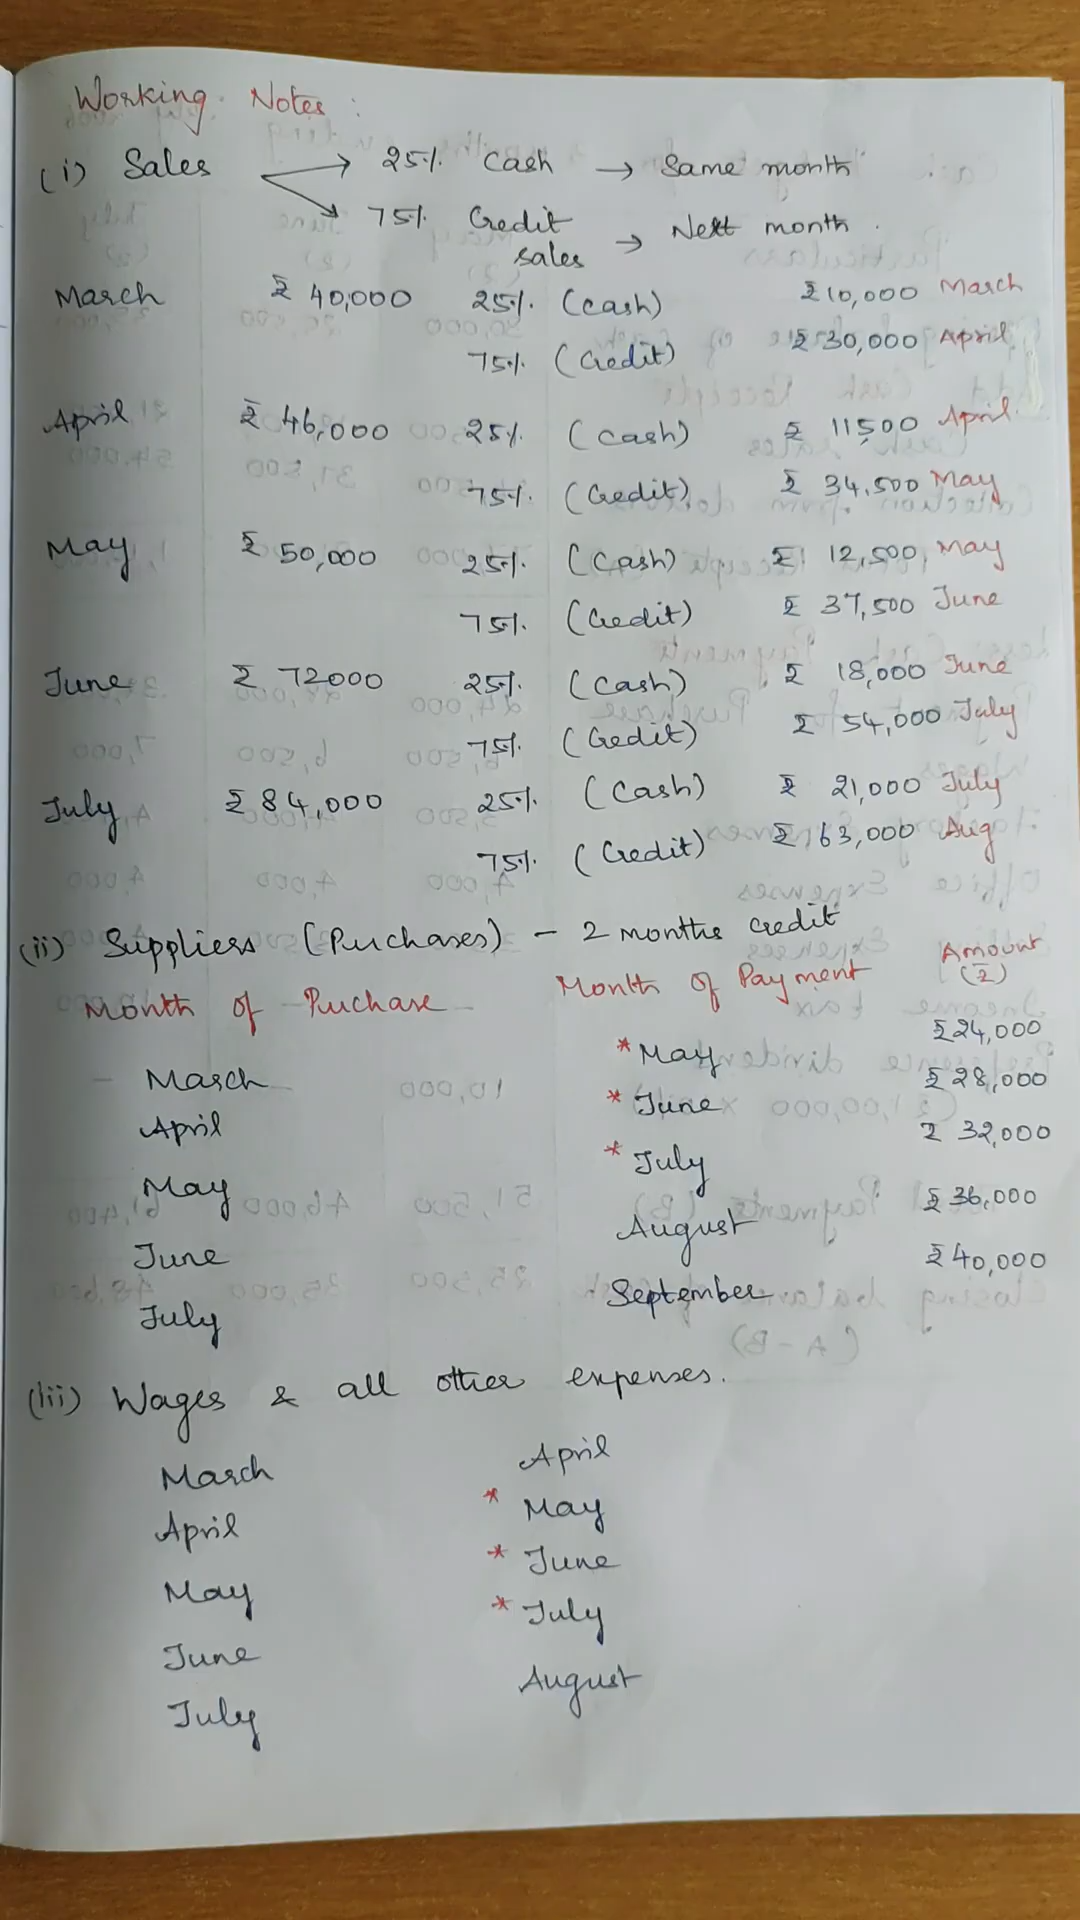 Working Notes :
(i) Sales → 25% Cash → Same month
→ 75% Credit sales → Next month.
March ₹ 40,000 25% (Cash) ₹10,000 March
75% (Credit) ₹ 30,000 April
April ₹ 46,000 25% (Cash) ₹ 11,500 April
75% (Credit) ₹ 34,500 May
May ₹ 50,000 25% (Cash) ₹ 12,500 May
75% (Credit) ₹ 37,500 June
June ₹ 72000 25% (Cash) ₹ 18,000 June
75% (Credit) ₹ 54,000 July
July ₹ 84,000 25% (Cash) ₹ 21,000 July
75% (Credit) ₹ 63,000 Aug
(ii) Suppliers (Purchases) - 2 months credit
Month of Purchase Month of Payment Amount (₹)
March * May ₹24,000
April * June ₹ 28,000
May * July ₹ 32,000
June August ₹ 36,000
July September ₹ 40,000
(iii) Wages & all other expenses.
March April
April * May
May * June
June * July
July August